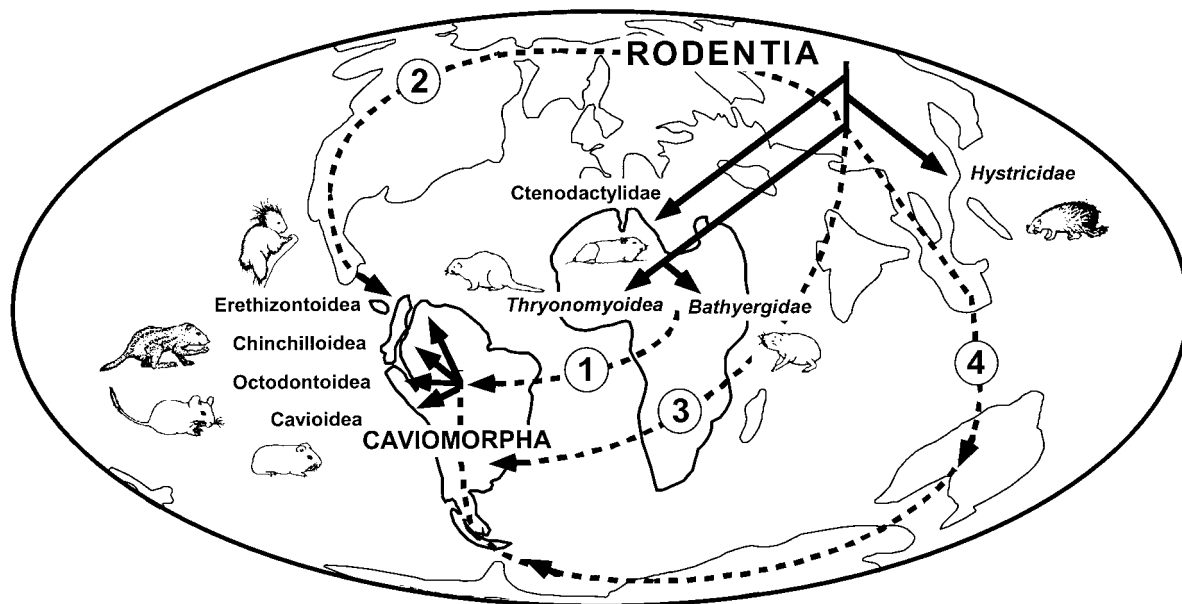 RODENTIA
2
Hystricidae
Ctenodactylidae
Erethizontoidea
Thryonomyoidea
Bathyergidae
Chinchilloidea
1
4
Octodontoidea
3
Cavioidea
CAVIOMORPHA